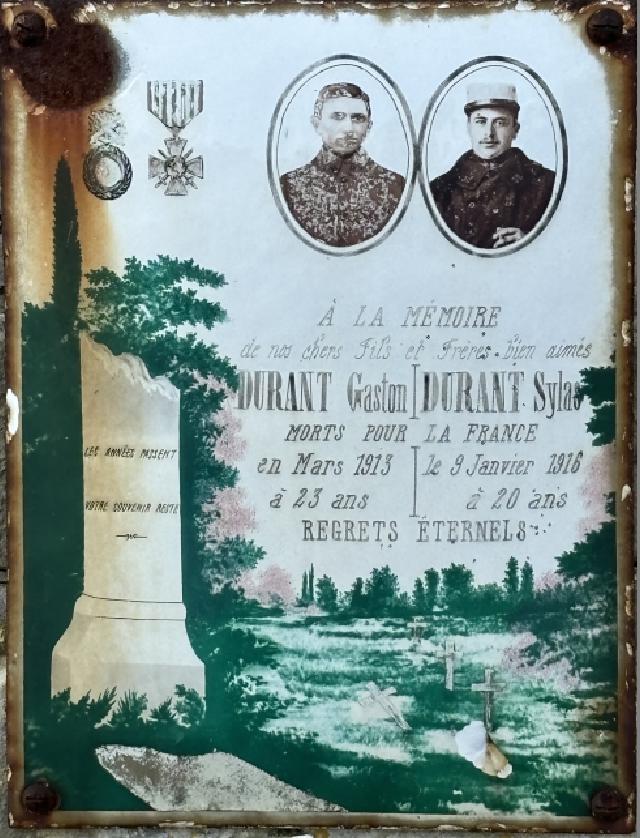 À LA MÉMOIRE
de nos chers Fils et Frères bien aimés
DURANT Gaston DURANT Sylas
MORTS POUR LA FRANCE
en Mars 1913 le 9 Janvier 1916
à 23 ans à 20 ans
REGRETS ÉTERNELS
LES ANNÉES PASSENT
VOTRE SOUVENIR RESTE